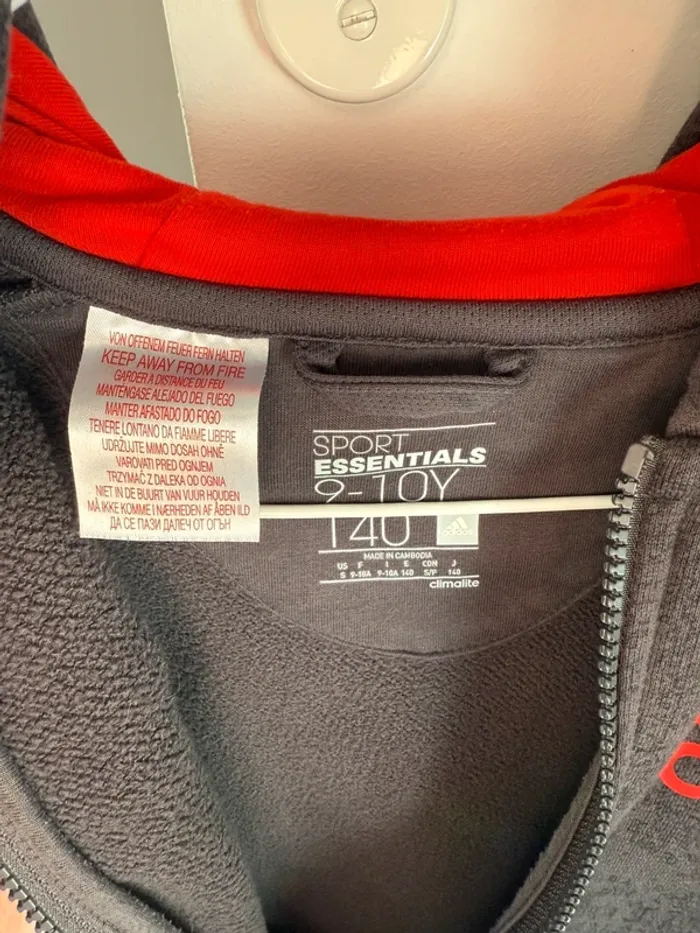 VON OFFENEM FEUER FERN HALTEN
KEEP AWAY FROM FIRE
GARDER A DISTANCE DU FEU
MANTÉNGASE ALEJADO DEL FUEGO
MANTER AFASTADO DO FOGO
TENERE LONTANO DA FIAMME LIBERE
UDRŽUJTE MIMO DOSAH OHNĚ
VAROVATI PRED OGNJEM
TRZYMAĆ Z DALEKA OD OGNIA
NIET IN DE BUURT VAN VUUR HOUDEN
MÅ IKKE KOMME I NÆRHEDEN AF ÅBEN ILD
ДА СЕ ПАЗИ ДАЛЕЧ ОТ ОГЪН
SPORT
ESSENTIALS
9-10Y
140
adidas
MADE IN CAMBODIA
US F I E CDN J
S 9-10A 9-10A 140 S/P 140
climalite